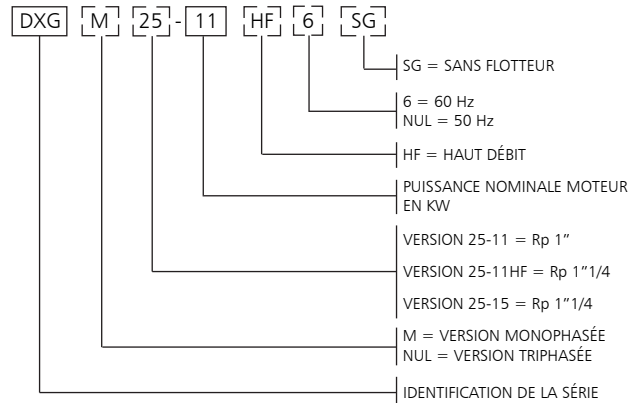 DXG M 25 - 11 HF 6 SG
SG = SANS FLOTTEUR
6 = 60 Hz
NUL = 50 Hz
HF = HAUT DÉBIT
PUISSANCE NOMINALE MOTEUR
EN KW
VERSION 25-11 = Rp 1”
VERSION 25-11HF = Rp 1”1/4
VERSION 25-15 = Rp 1”1/4
M = VERSION MONOPHASÉE
NUL = VERSION TRIPHASÉE
IDENTIFICATION DE LA SÉRIE